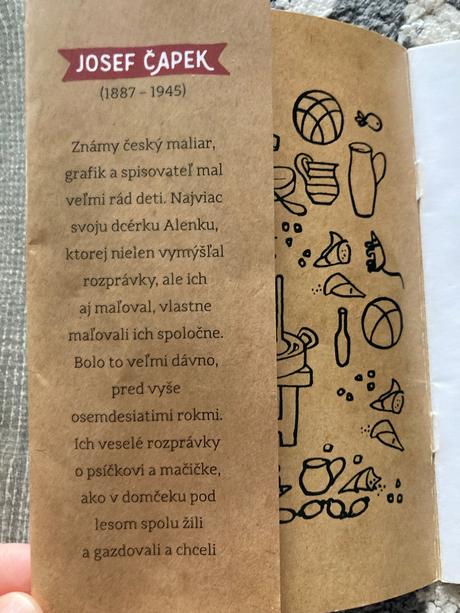 JOSEF ČAPEK
(1887 – 1945)
Známy český maliar,
grafik a spisovateľ mal
veľmi rád deti. Najviac
svoju dcérku Alenku,
ktorej nielen vymýšľal
rozprávky, ale ich
aj maľoval, vlastne
maľovali ich spoločne.
Bolo to veľmi dávno,
pred vyše
osemdesiatimi rokmi.
Ich veselé rozprávky
o psíčkovi a mačičke,
ako v domčeku pod
lesom spolu žili
a gazdovali a chceli